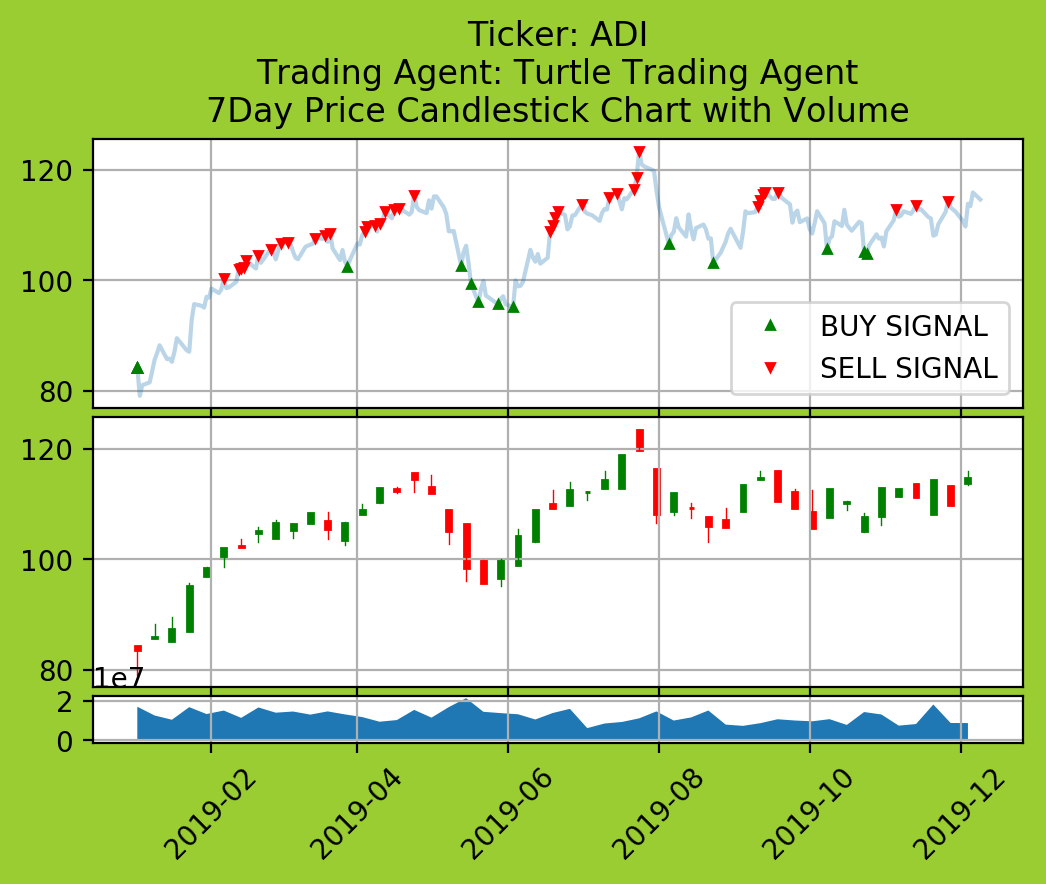 Ticker: ADI
Trading Agent: Turtle Trading Agent
7Day Price Candlestick Chart with Volume
120
100
80
BUY SIGNAL
SELL SIGNAL
120
100
80
1e7
2
0
2019-02
2019-04
2019-06
2019-08
2019-10
2019-12